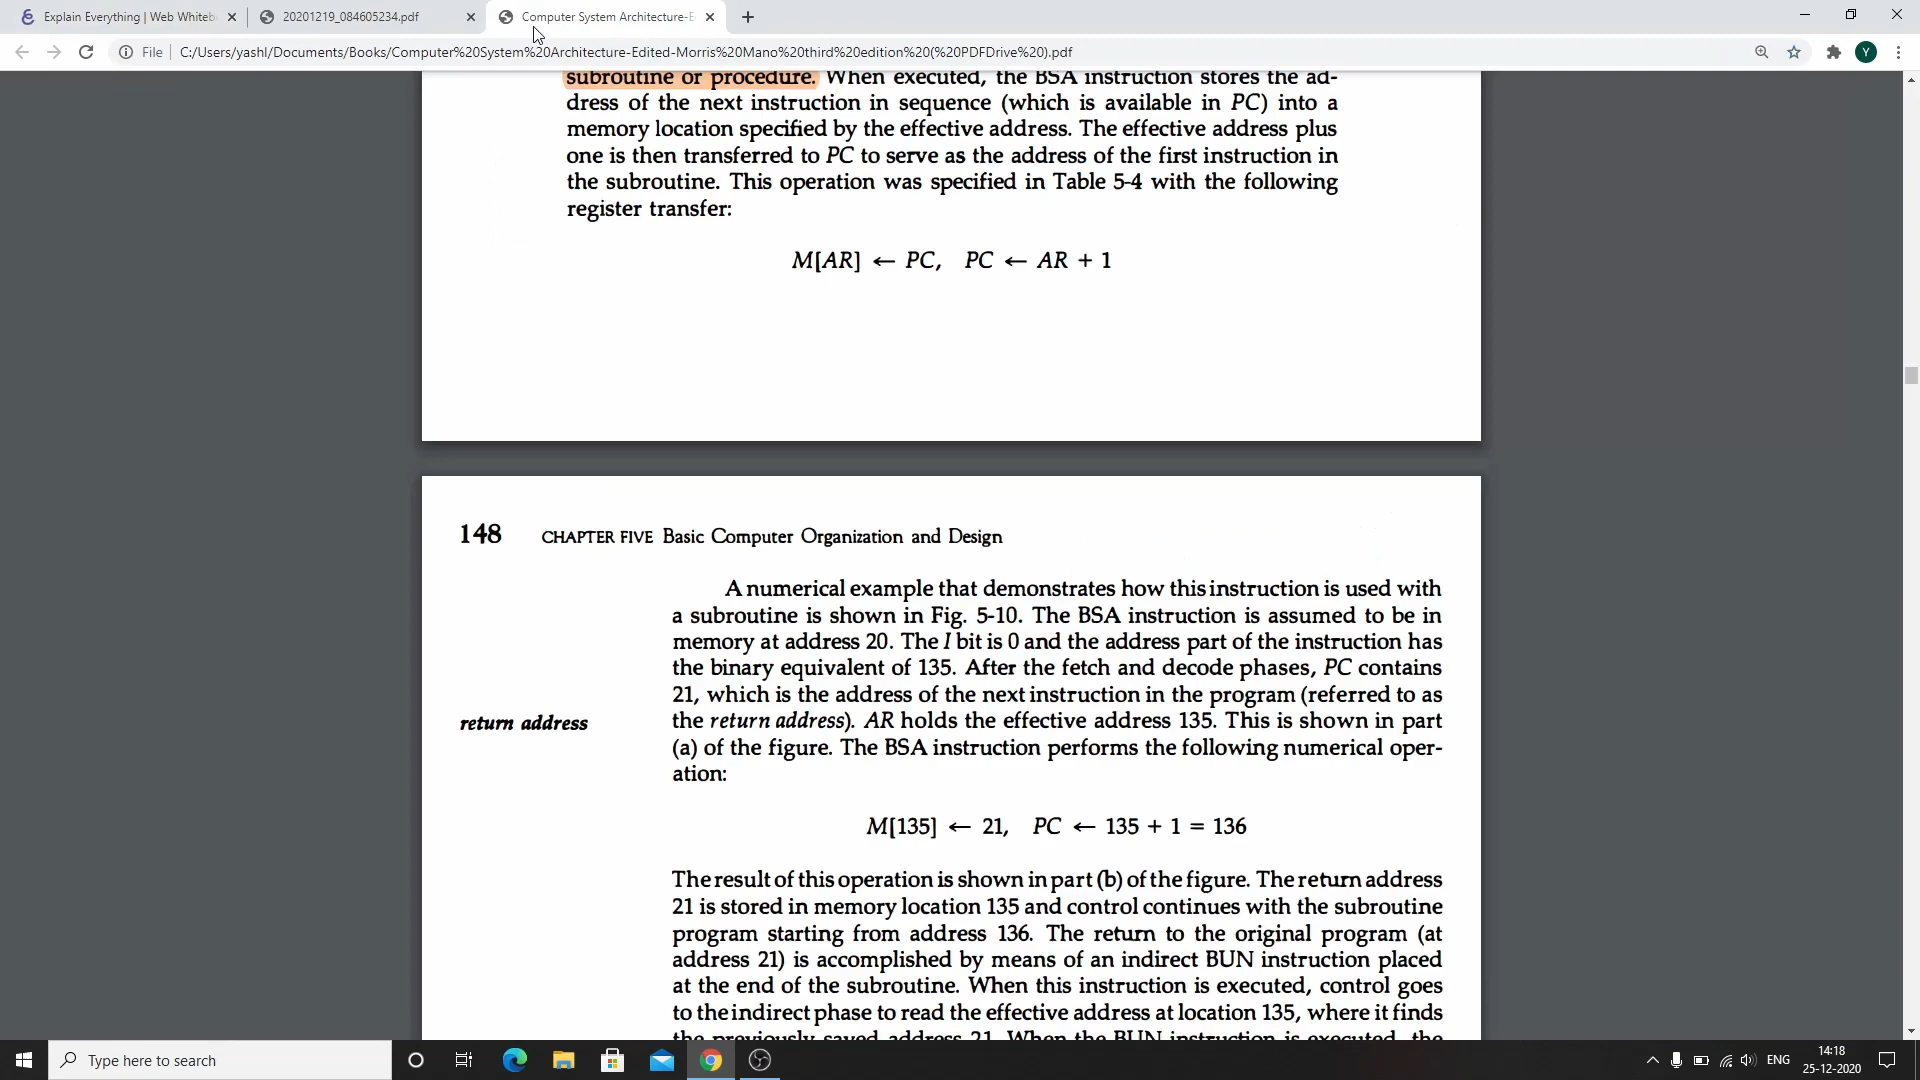 Explain Everything | Web Whiteb
20201219_084605234.pdf
Computer System Architecture-E
File
C:/Users/yashl/Documents/Books/Computer%20System%20Architecture-Edited-Morris%20Mano%20third%20edition%20(%20PDFDrive%20).pdf
Y
subroutine or procedure. When executed, the BSA instruction stores the ad-
dress of the next instruction in sequence (which is available in PC) into a
memory location specified by the effective address. The effective address plus
one is then transferred to PC to serve as the address of the first instruction in
the subroutine. This operation was specified in Table 5-4 with the following
register transfer:
M[AR] ← PC, PC ← AR + 1
148 CHAPTER FIVE Basic Computer Organization and Design
A numerical example that demonstrates how this instruction is used with
a subroutine is shown in Fig. 5-10. The BSA instruction is assumed to be in
memory at address 20. The I bit is 0 and the address part of the instruction has
the binary equivalent of 135. After the fetch and decode phases, PC contains
21, which is the address of the next instruction in the program (referred to as
return address
the return address). AR holds the effective address 135. This is shown in part
(a) of the figure. The BSA instruction performs the following numerical oper-
ation:
M[135] ← 21, PC ← 135 + 1 = 136
The result of this operation is shown in part (b) of the figure. The return address
21 is stored in memory location 135 and control continues with the subroutine
program starting from address 136. The return to the original program (at
address 21) is accomplished by means of an indirect BUN instruction placed
at the end of the subroutine. When this instruction is executed, control goes
to the indirect phase to read the effective address at location 135, where it finds
the previously saved address 21. When the BUN instruction is executed, the
Type here to search
ENG
14:18
25-12-2020